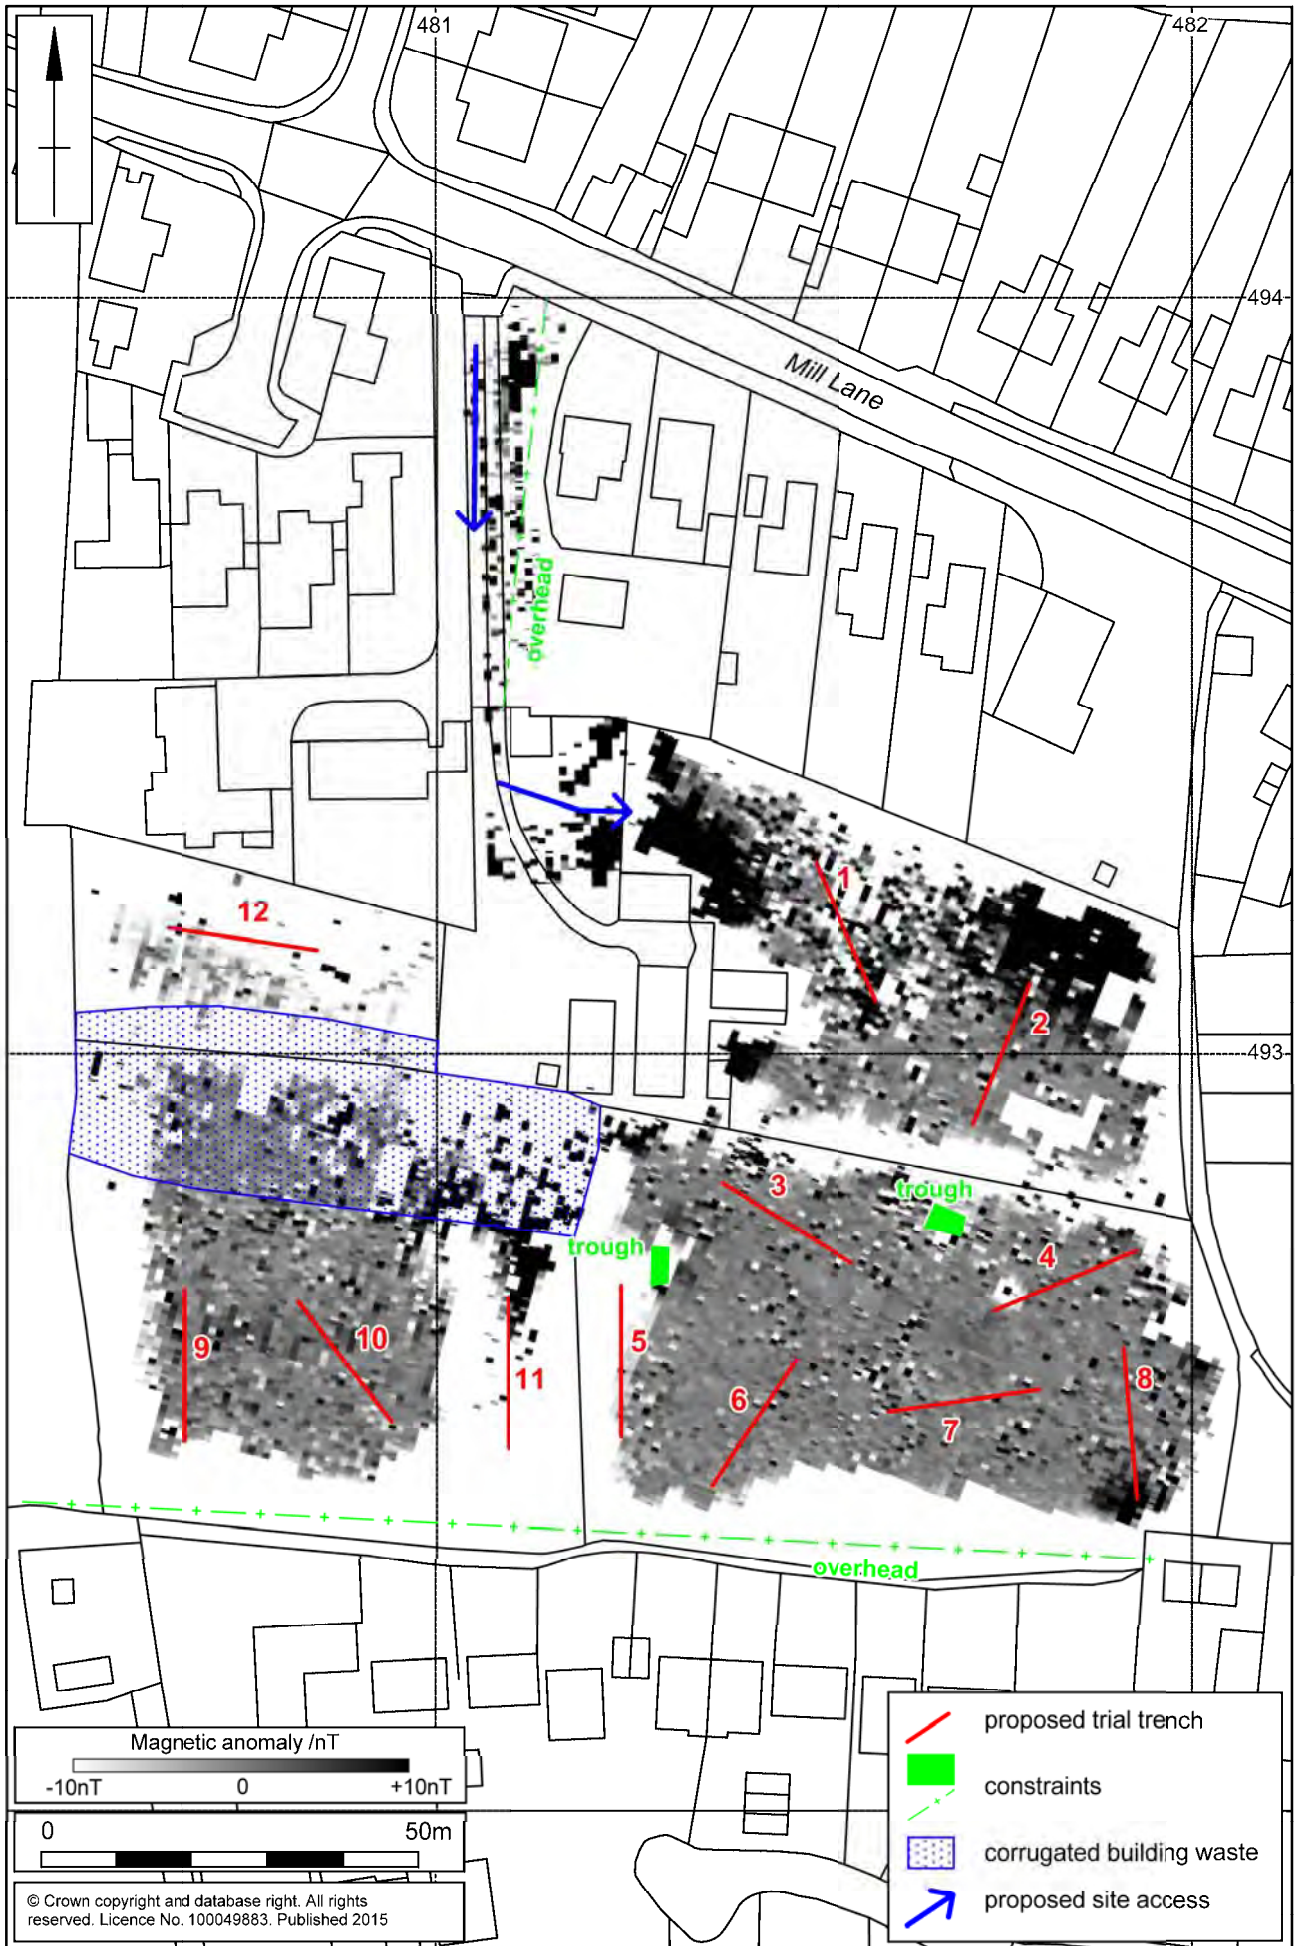 481
482
494
Mill Lane
overhead
1
12
2
493
3
trough
trough
4
5
9
10
8
11
6
7
overhead
proposed trial trench
constraints
corrugated building waste
proposed site access
Magnetic anomaly /nT
-10nT 0 +10nT
0 50m
© Crown copyright and database right. All rights
reserved. Licence No. 100049883. Published 2015